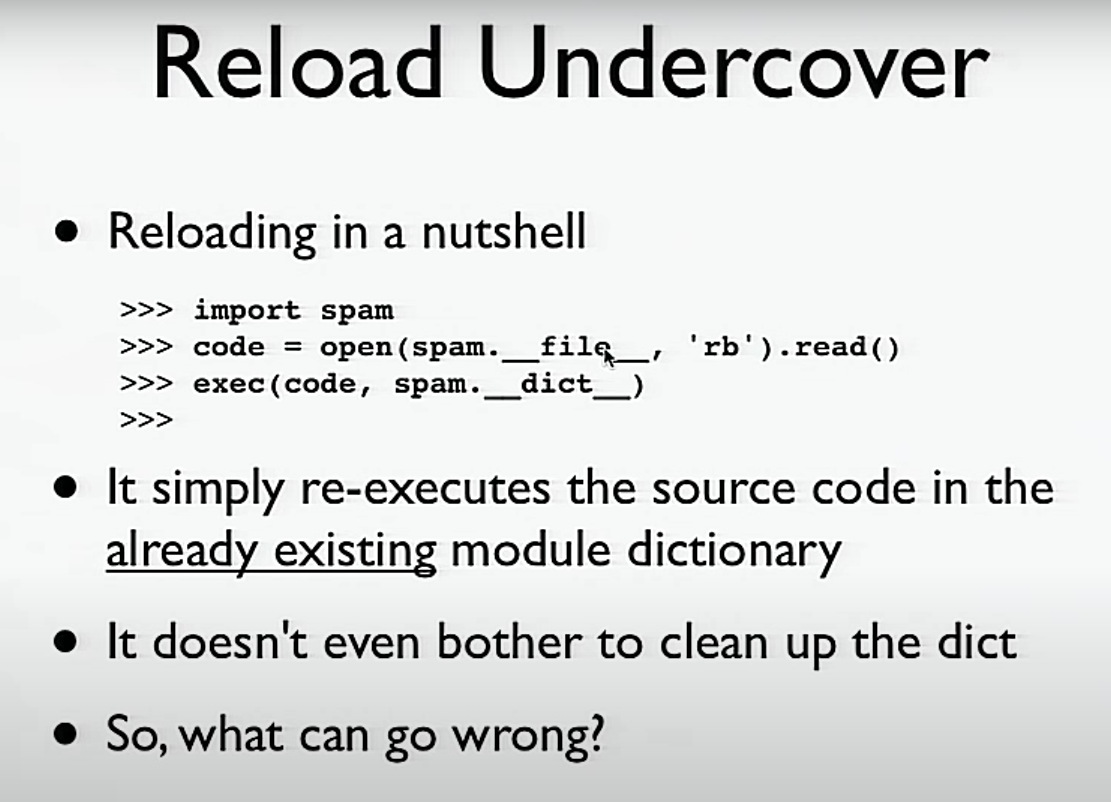 Reload Undercover
• Reloading in a nutshell
>>> import spam
>>> code = open(spam.__file__, 'rb').read()
>>> exec(code, spam.__dict__)
>>>
• It simply re-executes the source code in the
already existing module dictionary
• It doesn't even bother to clean up the dict
• So, what can go wrong?